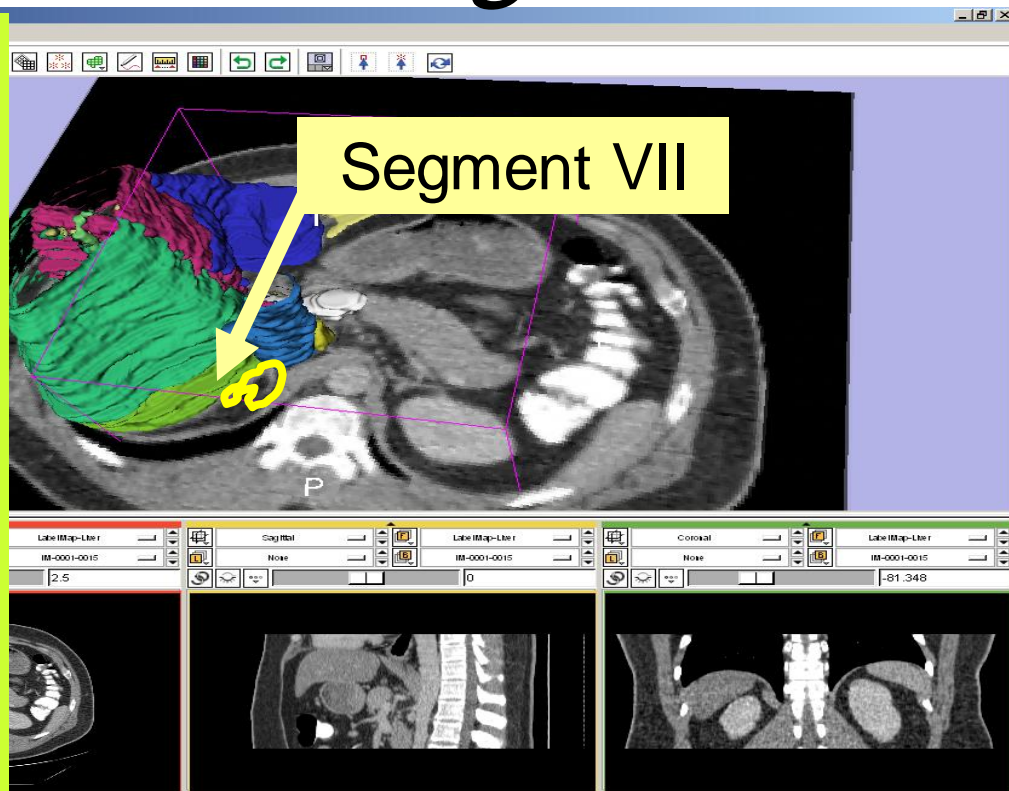 Segment VII
P
LabelMap-Liver
IM-0001-0015
2.5
Sagittal
LabelMap-Liver
None
IM-0001-0015
0
Coronal
LabelMap-Liver
None
IM-0001-0015
-81.348